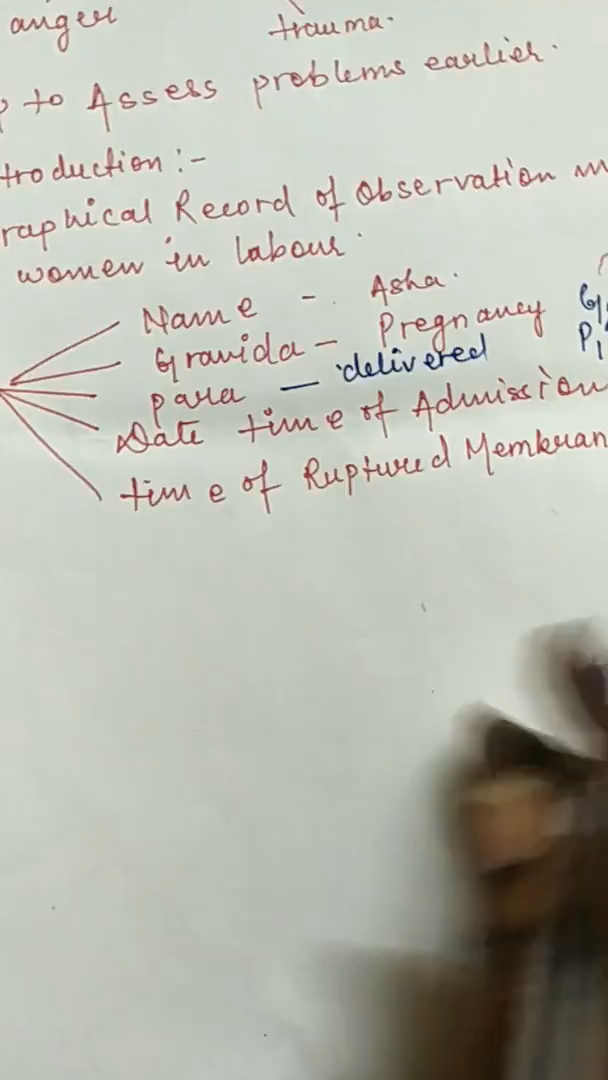 anger trauma.
to Assess problems earlier.
troduction :-
raphical Record of Observation in
women in labour.
Name - Asha.
Gravida - Pregnancy G
para - delivered P
Date time of Admission
time of Ruptured Membran